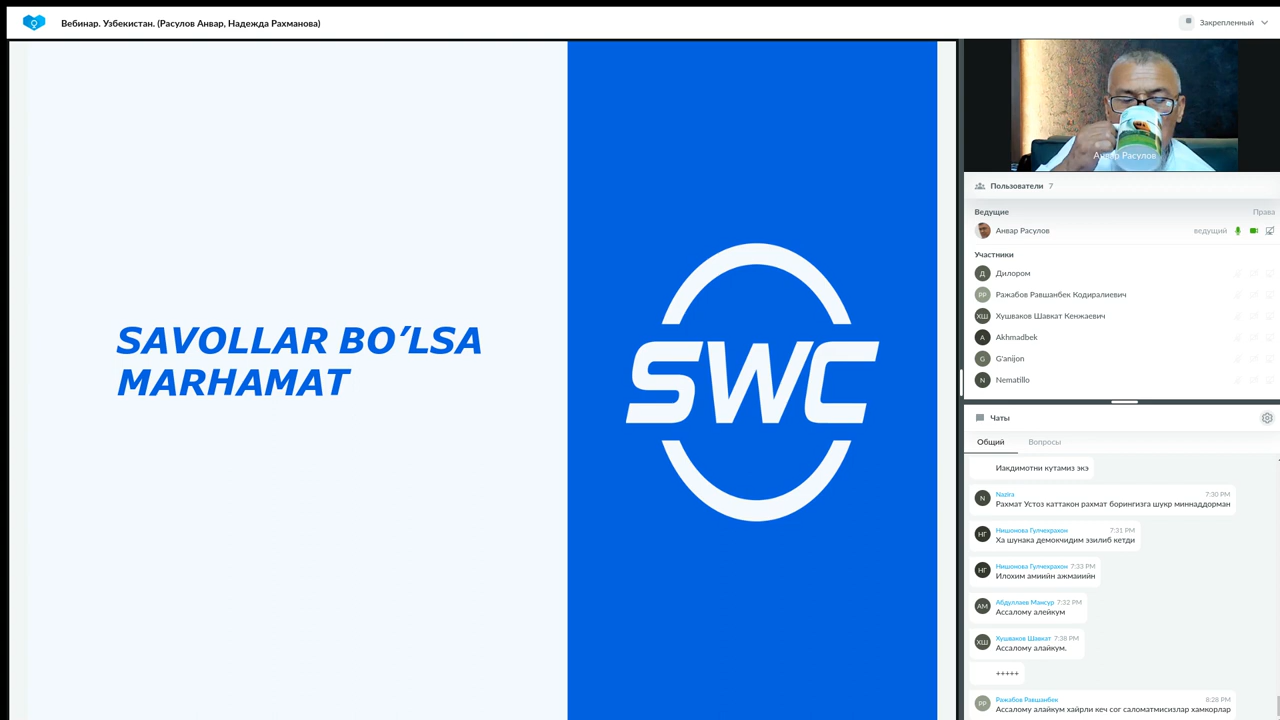 Вебинар. Узбекистан. (Расулов Анвар, Надежда Рахманова)
Закрепленный
SAVOLLAR BO‘LSA
MARHAMAT
SWC
Анвар Расулов
Пользователи 7
Ведущие Права
Анвар Расулов ведущий
Участники
Д Дилором
РР Ражабов Равшанбек Кодиралиевич
ХШ Хушваков Шавкат Кенжаевич
A Akhmadbek
G G'anijon
N Nematillo
Чаты
Общий Вопросы
Иакдимотни кутамиз экэ
N Nazira 7:30 PM
Рахмат Устоз каттакон рахмат борингизга шукр миннаддорман
НГ Нишонова Гулчехрахон 7:31 PM
Ха шунака демокчидим эзилиб кетди
НГ Нишонова Гулчехрахон 7:33 PM
Илохим амиийн ажмаиийн
АМ Абдуллаев Мансур 7:32 PM
Ассалому алейкум
ХШ Хушваков Шавкат 7:38 PM
Ассалому алайкум.
+++++
РР Ражабов Равшанбек 8:28 PM
Ассалому алайкум хайрли кеч сог саломатмисизлар хамкорлар